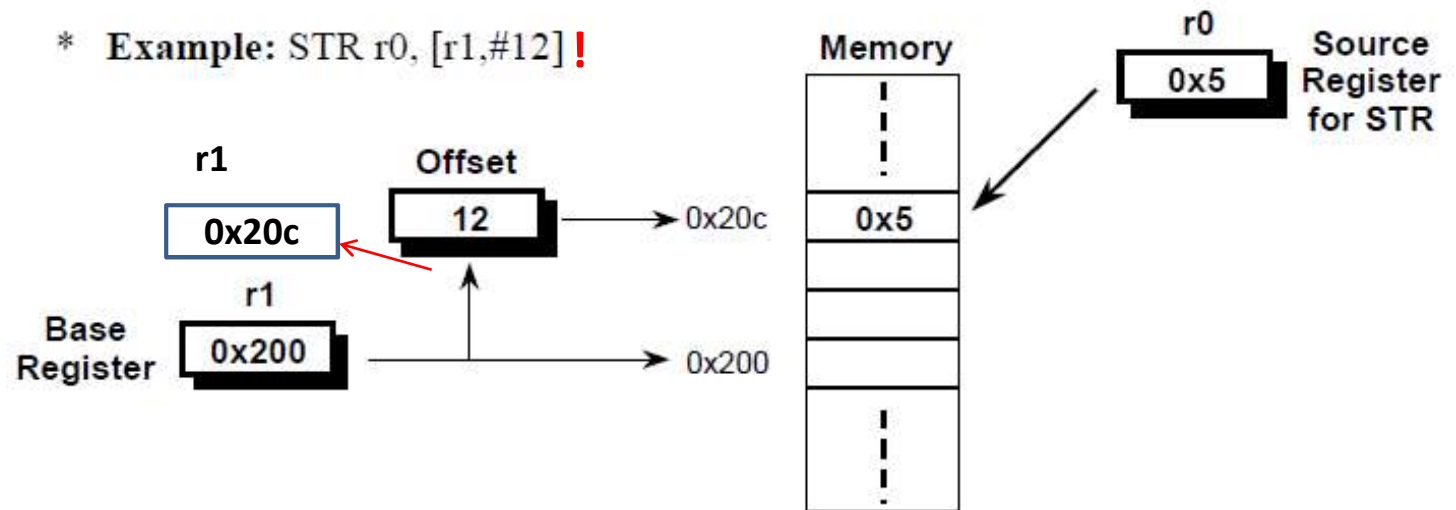 * Example: STR r0, [r1,#12] !
Memory
r0
0x5
Source
Register
for STR
r1
Offset
0x20c
12
0x20c
0x5
r1
Base
Register
0x200
0x200